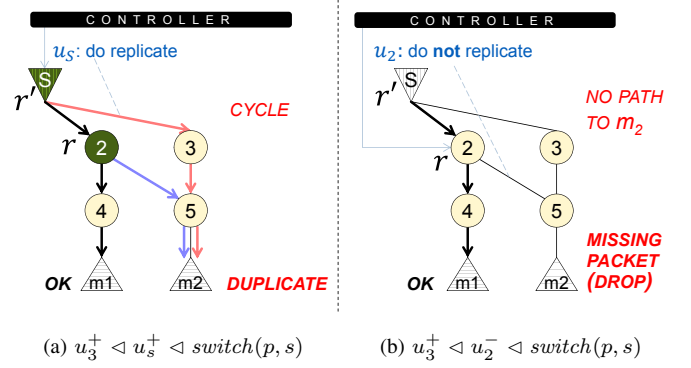 CONTROLLER
u_S: do replicate
S
r′
CYCLE
r
2
3
4
5
OK
m1
m2
DUPLICATE
(a) u_3^+ ◁ u_s^+ ◁ switch(p, s)
CONTROLLER
u_2: do not replicate
S
r′
NO PATH
TO m_2
r
2
3
4
5
MISSING
PACKET
(DROP)
OK
m1
m2
(b) u_3^+ ◁ u_2^- ◁ switch(p, s)